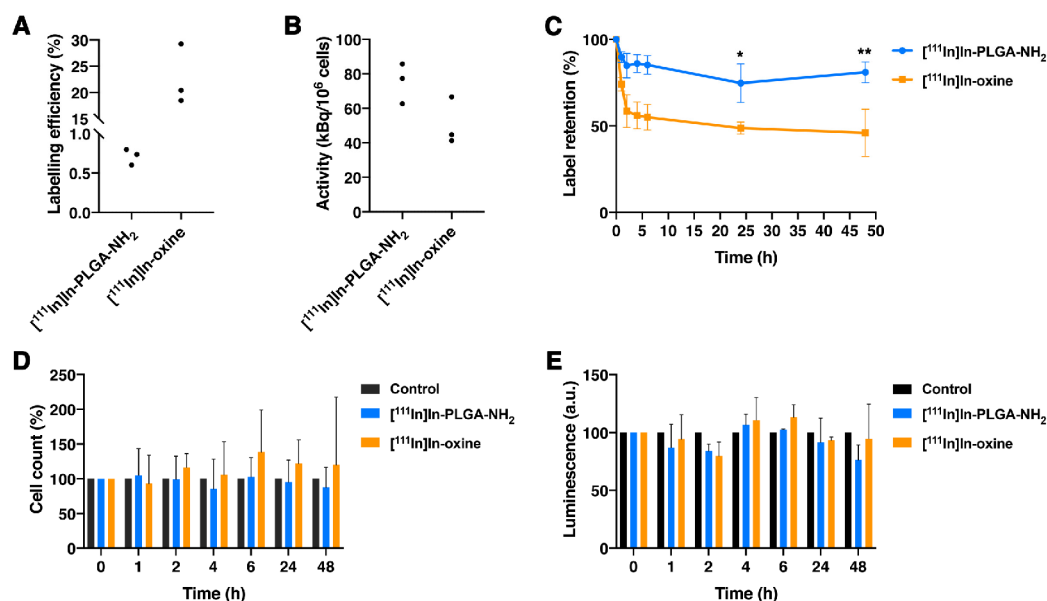 A
Labelling efficiency (%)
30
25
20
15
1.0
0.5
0.0
[¹¹¹In]In-PLGA-NH₂
[¹¹¹In]In-oxine
B
Activity (kBq/10⁶ cells)
100
80
60
40
20
0
[¹¹¹In]In-PLGA-NH₂
[¹¹¹In]In-oxine
C
Label retention (%)
100
50
0
*
**
[¹¹¹In]In-PLGA-NH₂
[¹¹¹In]In-oxine
0 5 10 15 20 25 30 35 40 45 50
Time (h)
D
Cell count (%)
250
200
150
100
50
0
Control
[¹¹¹In]In-PLGA-NH₂
[¹¹¹In]In-oxine
0 1 2 4 6 24 48
Time (h)
E
Luminescence (a.u.)
150
100
50
0
Control
[¹¹¹In]In-PLGA-NH₂
[¹¹¹In]In-oxine
0 1 2 4 6 24 48
Time (h)